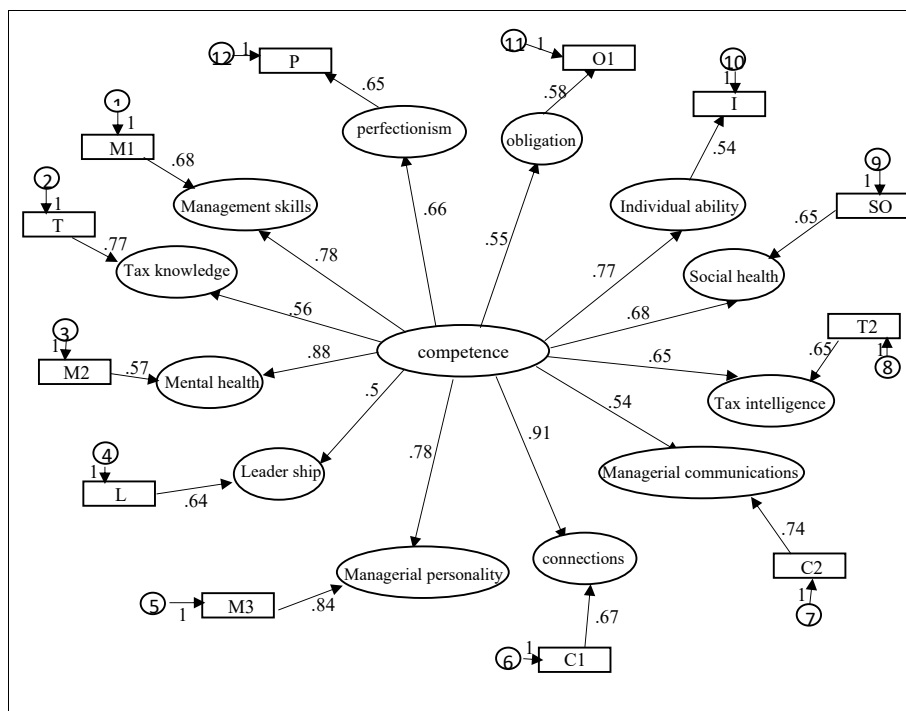 12
1
P
.65
perfectionism
11
1
O1
.58
obligation
10
1
I
.54
Individual ability
1
1
M1
.68
Management skills
2
1
T
.77
Tax knowledge
9
1
SO
.65
Social health
.66
.55
.78
.77
.56
.68
competence
3
1
M2
.57
Mental health
.88
.65
T2
1
8
.65
Tax intelligence
.5
.54
.78
.91
4
1
L
.64
Leader ship
Managerial communications
.74
C2
1
7
5
1
M3
.84
Managerial personality
connections
.67
6
1
C1